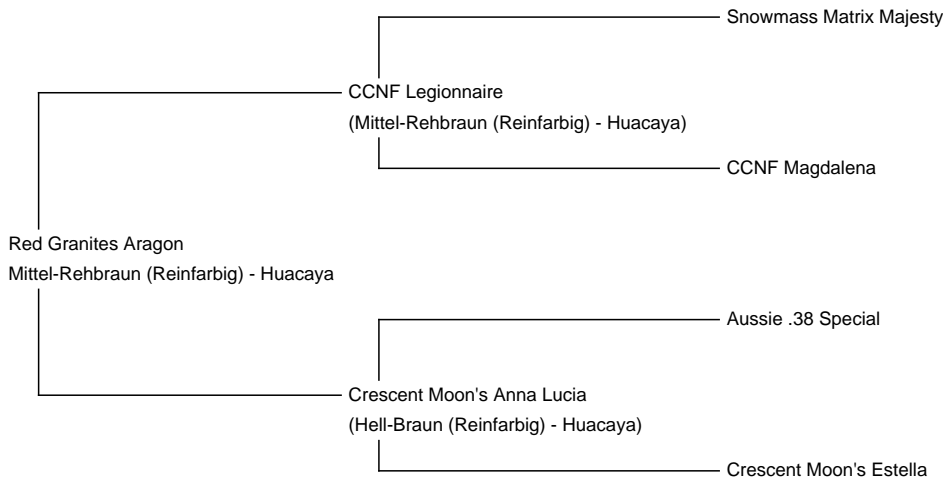 Snowmass Matrix Majesty
CCNF Legionnaire
(Mittel-Rehbraun (Reinfarbig) - Huacaya)
CCNF Magdalena
Red Granites Aragon
Mittel-Rehbraun (Reinfarbig) - Huacaya
Aussie .38 Special
Crescent Moon's Anna Lucia
(Hell-Braun (Reinfarbig) - Huacaya)
Crescent Moon's Estella